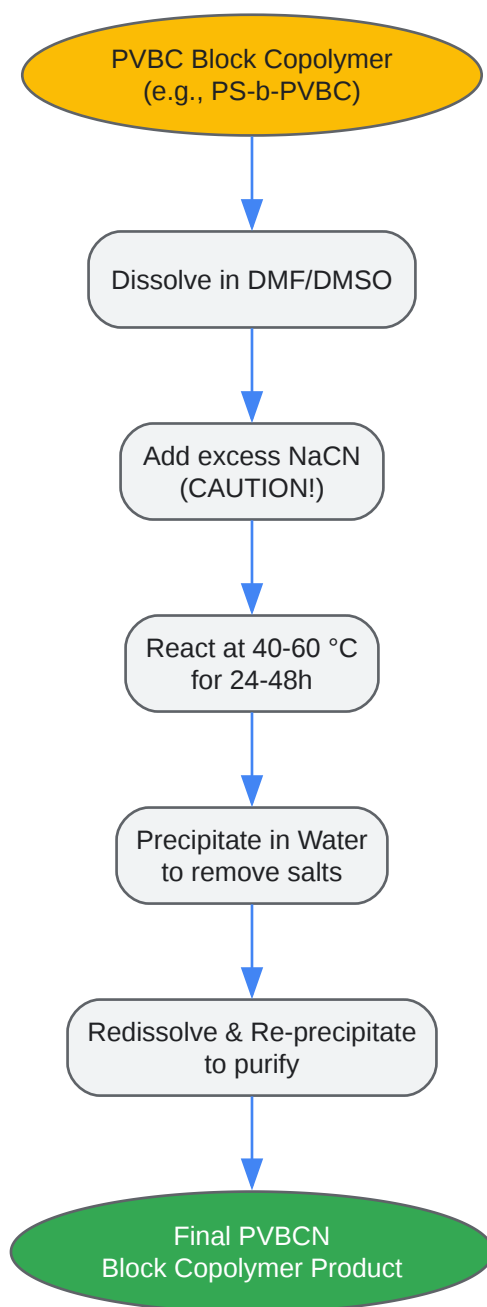 PVBC Block Copolymer
(e.g., PS-b-PVBC)
Dissolve in DMF/DMSO
Add excess NaCN
(CAUTION!)
React at 40-60 °C
for 24-48h
Precipitate in Water
to remove salts
Redissolve & Re-precipitate
to purify
Final PVBCN
Block Copolymer Product